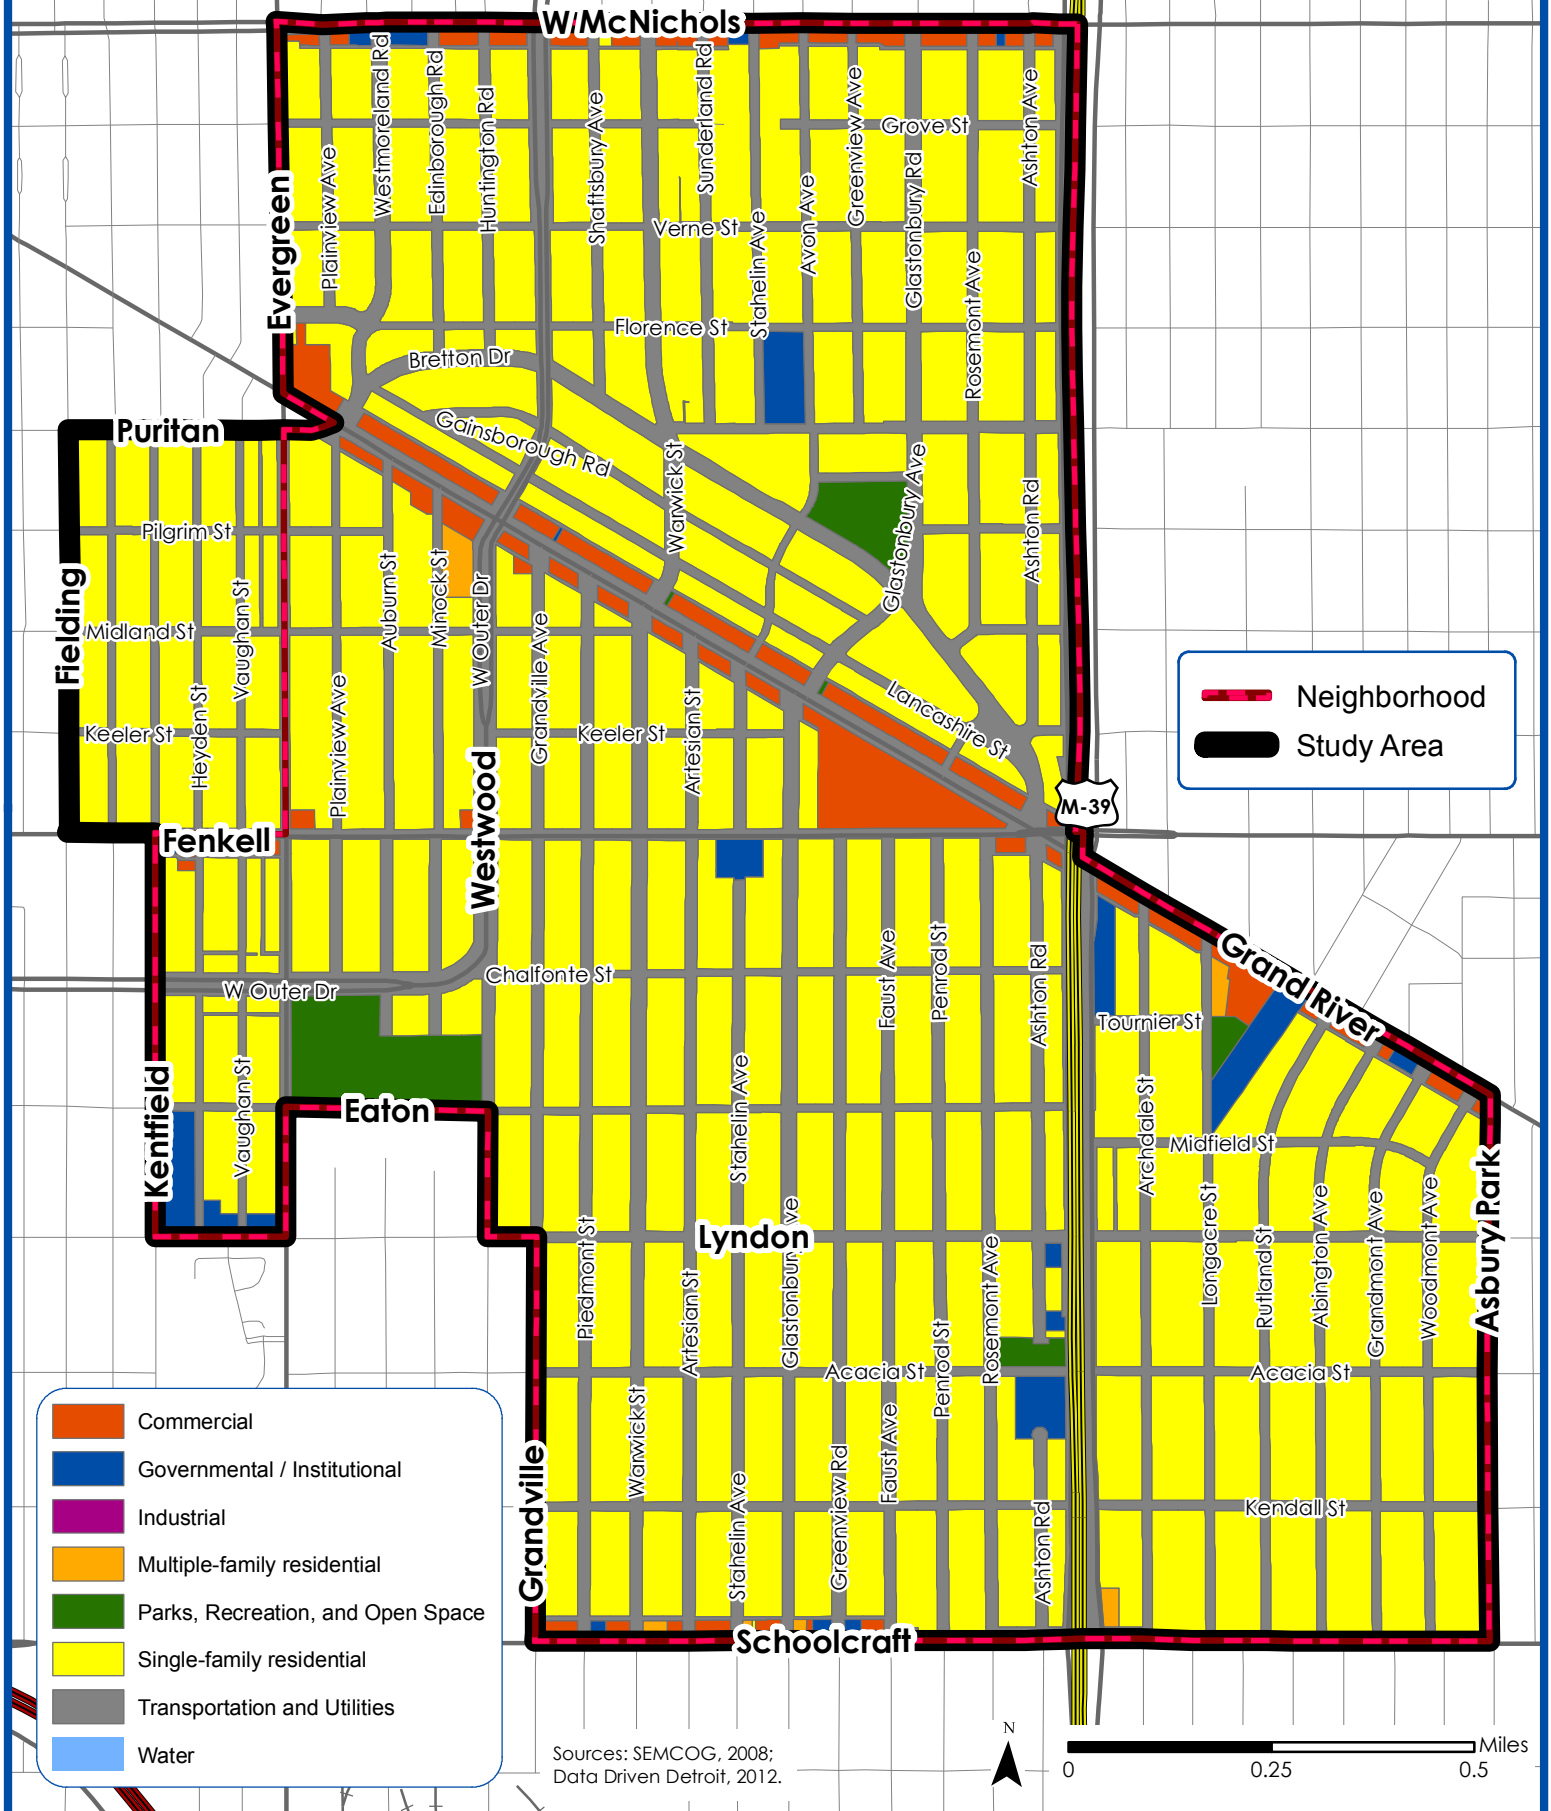 W McNichols
Evergreen
Plainview Ave
Westmoreland Rd
Edinborough Rd
Huntington Rd
Shaftsbury Ave
Sunderland Rd
Stahelin Ave
Avon Ave
Greenview Ave
Glastonbury Rd
Rosemont Ave
Ashton Ave
Grove St
Verne St
Florence St
Bretton Dr
Gainsborough Rd
Warwick St
Glastonbury Ave
Ashton Rd
Puritan
Fielding
Pilgrim St
Midland St
Keeler St
Heyden St
Vaughan St
Plainview Ave
Auburn St
Minock St
W Outer Dr
Grandville Ave
Keeler St
Artesian St
Lancashire St
Westwood
Neighborhood
Study Area
M-39
Fenkell
Chalfonte St
W Outer Dr
Faust Ave
Penrod St
Ashton Rd
Grand River
Tournier St
Kentfield
Vaughan St
Eaton
Stahelin Ave
Archdale St
Midfield St
Asbury Park
Lyndon
Piedmont St
Artesian St
Glastonbury Ave
Rosemont Ave
Penrod St
Longacre St
Rutland St
Abington Ave
Grandmont Ave
Woodmont Ave
Acacia St
Acacia St
Warwick St
Stahelin Ave
Greenview Rd
Faust Ave
Ashton Rd
Kendall St
Grandville
Schoolcraft
Commercial
Governmental / Institutional
Industrial
Multiple-family residential
Parks, Recreation, and Open Space
Single-family residential
Transportation and Utilities
Water
Sources: SEMCOG, 2008;
Data Driven Detroit, 2012.
N
Miles
0 0.25 0.5